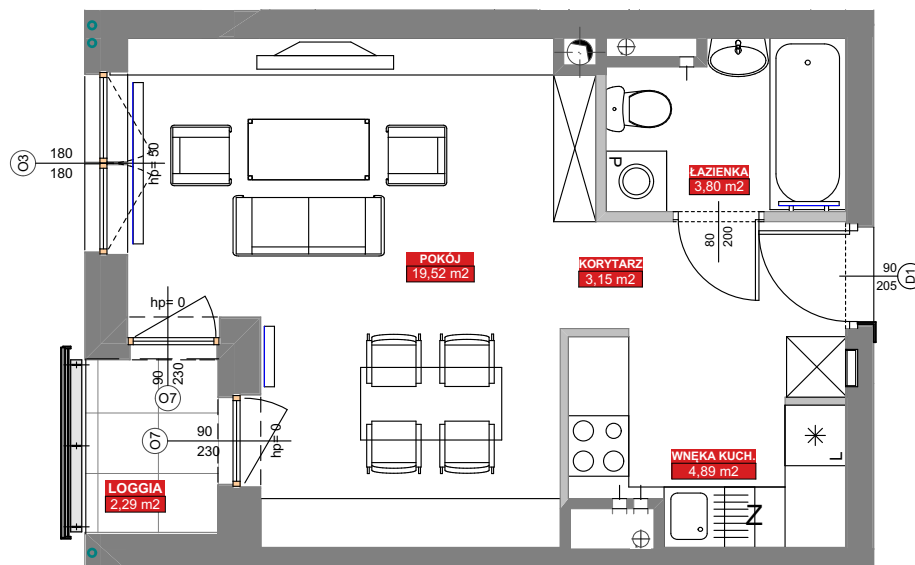 O3
180
180
hp= 50
P
ŁAZIENKA
3,80 m2
80
200
POKÓJ
19,52 m2
KORYTARZ
3,15 m2
90
205
D1
hp= 0
90
230
O7
O7
90
230
hp= 0
LOGGIA
2,29 m2
WNĘKA KUCH.
4,89 m2
L
Z